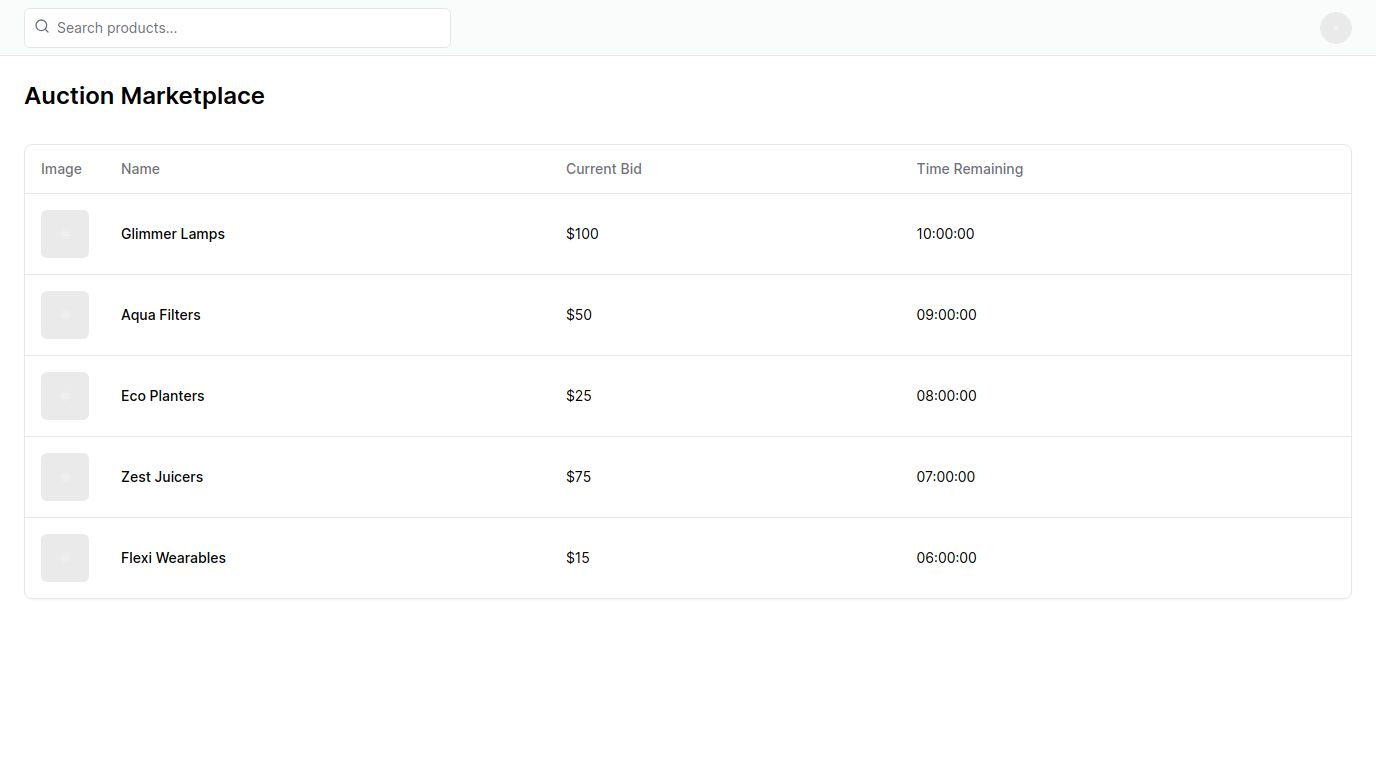 Search products...
Auction Marketplace
Image Name Current Bid Time Remaining
Glimmer Lamps $100 10:00:00
Aqua Filters $50 09:00:00
Eco Planters $25 08:00:00
Zest Juicers $75 07:00:00
Flexi Wearables $15 06:00:00